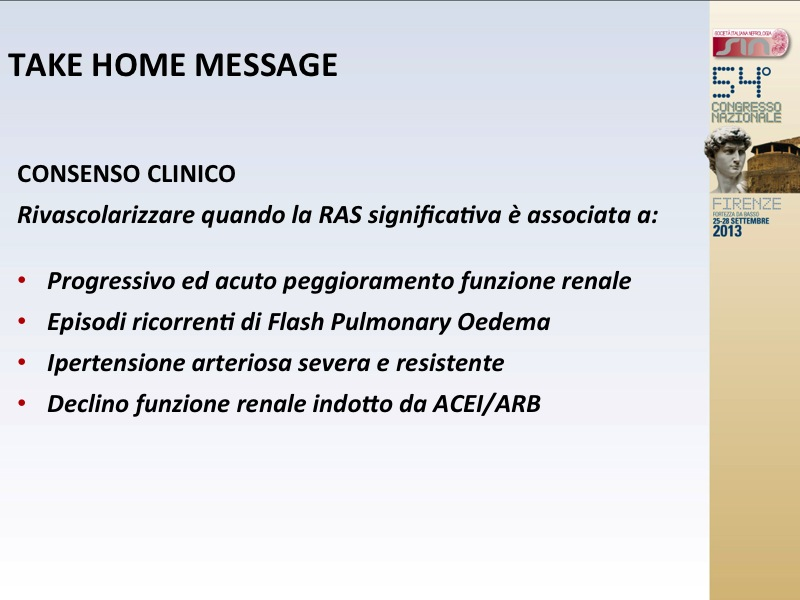 TAKE HOME MESSAGE
CONSENSO CLINICO
Rivascolarizzare quando la RAS significativa è associata a:
• Progressivo ed acuto peggioramento funzione renale
• Episodi ricorrenti di Flash Pulmonary Oedema
• Ipertensione arteriosa severa e resistente
• Declino funzione renale indotto da ACEI/ARB
SOCIETÀ ITALIANA NEFROLOGIA
SIN
54°
CONGRESSO
NAZIONALE
FIRENZE
FORTEZZA DA BASSO
25-28 SETTEMBRE
2013